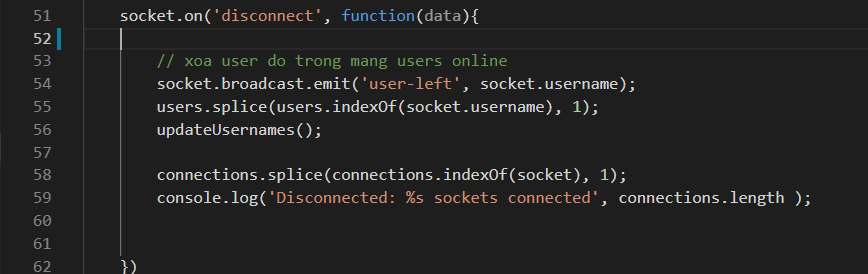 51 socket.on('disconnect', function(data){
52
53 // xoa user do trong mang users online
54 socket.broadcast.emit('user-left', socket.username);
55 users.splice(users.indexOf(socket.username), 1);
56 updateUsernames();
57
58 connections.splice(connections.indexOf(socket), 1);
59 console.log('Disconnected: %s sockets connected', connections.length );
60
61
62 })